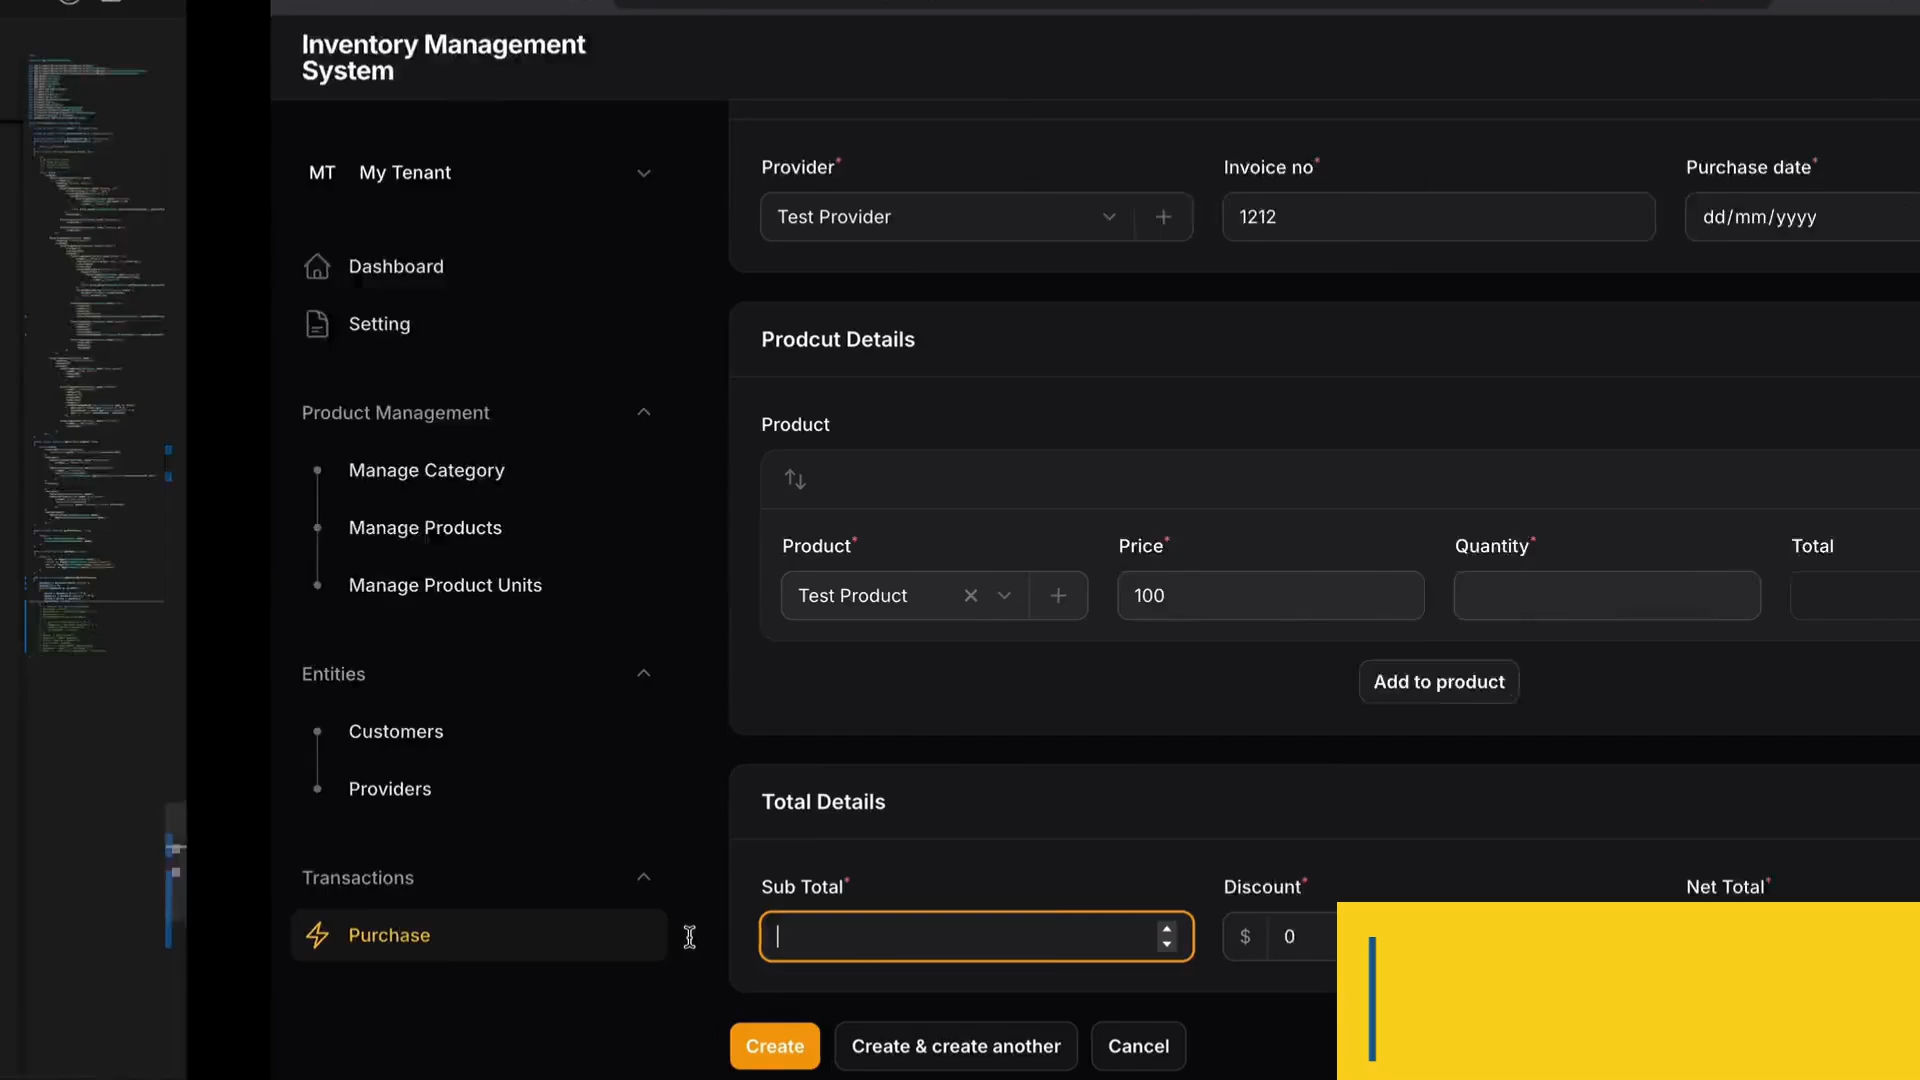 Inventory Management
System
MT My Tenant
Dashboard
Setting
Product Management
Manage Category
Manage Products
Manage Product Units
Entities
Customers
Providers
Transactions
Purchase
Provider* Invoice no* Purchase date*
Test Provider 1212 dd/mm/yyyy
Prodcut Details
Product
Product* Price* Quantity* Total
Test Product 100
Add to product
Total Details
Sub Total* Discount* Net Total*
$ 0
Create Create & create another Cancel